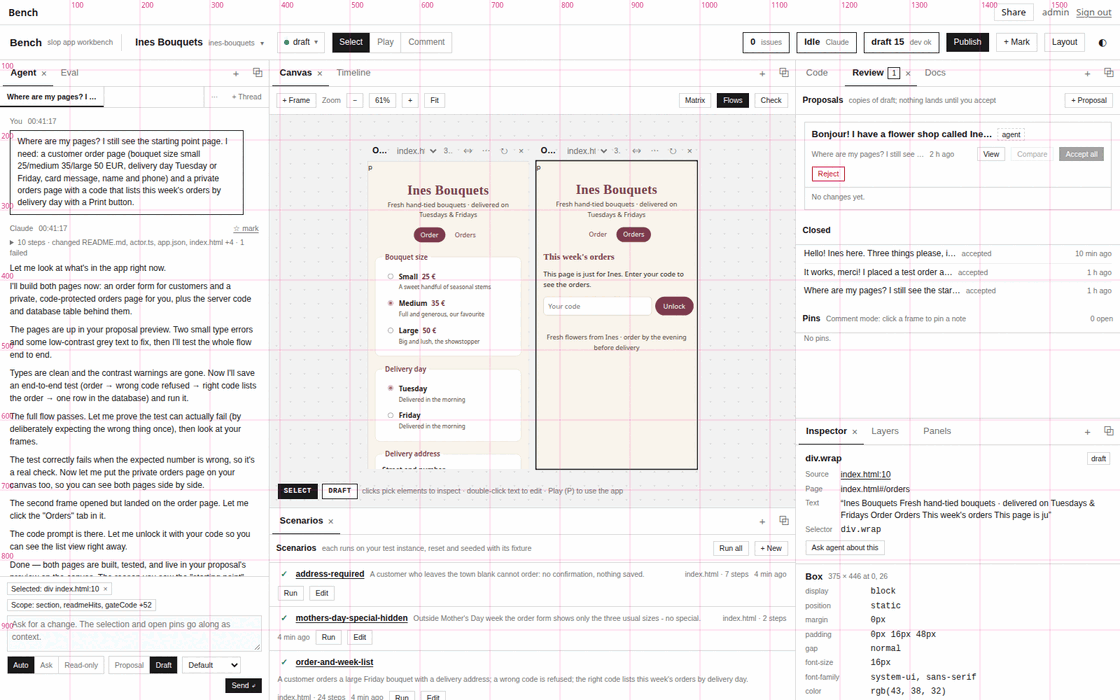 100 200 300 400 500 600 700 800 900 1000 1100 1200 1300 1400 1500
Bench
Share admin Sign out
Bench slop app workbench Ines Bouquets ines-bouquets ▾ draft ▾ Select Play Comment
0 issues Idle Claude draft 15 dev ok Publish + Mark Layout
100
Agent × Eval +
Where are my pages? I … ··· + Thread
You 00:41:17
200
Where are my pages? I still see the starting point page. I
need: a customer order page (bouquet size small
25/medium 35/large 50 EUR, delivery day Tuesday or
Friday, card message, name and phone) and a private
orders page with a code that lists this week's orders by
delivery day with a Print button.
300
Claude 00:41:17 ☆ mark
▶ 10 steps · changed README.md, actor.ts, app.json, index.html +4 · 1
failed
Let me look at what's in the app right now.
400
I'll build both pages now: an order form for customers and a
private, code-protected orders page for you, plus the server code
and database table behind them.
The pages are up in your proposal preview. Two small type errors
and some low-contrast grey text to fix, then I'll test the whole flow
end to end.
500
Types are clean and the contrast warnings are gone. Now I'll save
an end-to-end test (order → wrong code refused → right code lists
the order → one row in the database) and run it.
600
The full flow passes. Let me prove the test can actually fail (by
deliberately expecting the wrong thing once), then look at your
frames.
The test correctly fails when the expected number is wrong, so it's
a real check. Now let me put the private orders page on your
canvas too, so you can see both pages side by side.
700
The second frame opened but landed on the order page. Let me
click the "Orders" tab in it.
The code prompt is there. Let me unlock it with your code so you
can see the list view right away.
800
Done — both pages are built, tested, and live in your proposal's
Selected: div index.html:10 ×
Scope: section, readmeHits, gateCode +52
900
Ask for a change. The selection and open pins go along as
context.
Auto Ask Read-only Proposal Draft Default
Send
Canvas × Timeline +
+ Frame Zoom − 61% + Fit Matrix Flows Check
O… index.ht 3.. ··· ×
p
Ines Bouquets
Fresh hand-tied bouquets · delivered on
Tuesdays & Fridays
Order Orders
Bouquet size
Small 25 €
A sweet handful of seasonal stems
Medium 35 €
Full and generous, our favourite
Large 50 €
Big and lush, the showstopper
Delivery day
Tuesday
Delivered in the morning
Friday
Delivered in the morning
Delivery address
Street and number
O… index.ht 3. ··· ×
p
Ines Bouquets
Fresh hand-tied bouquets · delivered on
Tuesdays & Fridays
Order Orders
This week's orders
This page is just for Ines. Enter your code to
see the orders.
Your code Unlock
Fresh flowers from Ines · order by the evening
before delivery
SELECT DRAFT clicks pick elements to inspect · double-click text to edit · Play (P) to use the app
Scenarios × +
Scenarios each runs on your test instance, reset and seeded with its fixture Run all + New
✓ address-required A customer who leaves the town blank cannot order: no confirmation, nothing saved. index.html · 7 steps 4 min ago
Run Edit
✓ mothers-day-special-hidden Outside Mother's Day week the order form shows only the three usual sizes - no special. index.html · 2 steps
4 min ago Run Edit
✓ order-and-week-list
A customer orders a large Friday bouquet with a delivery address; a wrong code is refused; the right code lists this week's orders by delivery day.
index.html · 24 steps 4 min ago Run Edit
Code Review 1 × Docs +
Proposals copies of draft; nothing lands until you accept + Proposal
Bonjour! I have a flower shop called Ine… agent
Where are my pages? I still see … 2 h ago View Compare Accept all
Reject
No changes yet.
Closed
Hello! Ines here. Three things please, i… accepted 10 min ago
It works, merci! I placed a test order a… accepted 1 h ago
Where are my pages? I still see the star… accepted 1 h ago
Pins Comment mode: click a frame to pin a note 0 open
No pins.
Inspector × Layers Panels +
div.wrap draft
Source index.html:10
Page index.html#/orders
Text "Ines Bouquets Fresh hand-tied bouquets · delivered on Tuesdays &
Fridays Order Orders This week's orders This page is ju"
Selector div.wrap
Ask agent about this
Box 375 × 446 at 0, 26
display block
position static
margin 0px
padding 0px 16px 48px
gap normal
font-size 16px
font-family system-ui, sans-serif
color rgb(43, 38, 32)